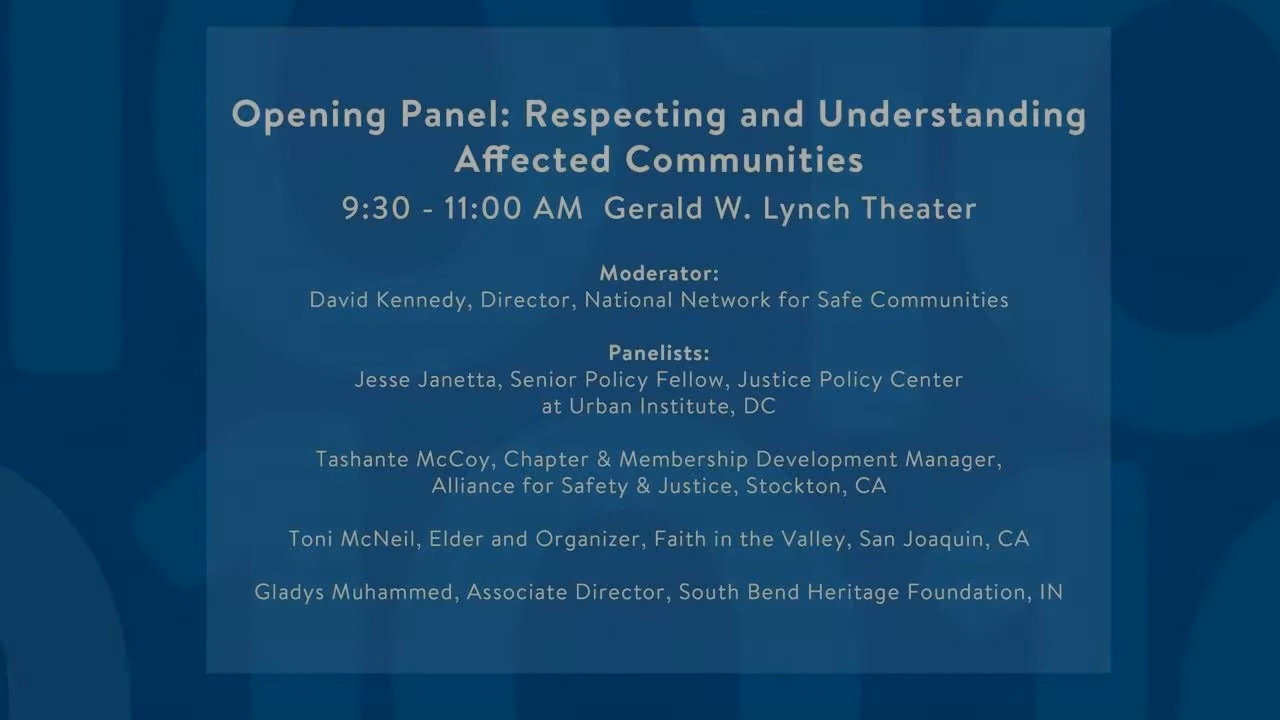 Opening Panel: Respecting and Understanding
Affected Communities
9:30 - 11:00 AM Gerald W. Lynch Theater
Moderator:
David Kennedy, Director, National Network for Safe Communities
Panelists:
Jesse Janetta, Senior Policy Fellow, Justice Policy Center
at Urban Institute, DC
Tashante McCoy, Chapter & Membership Development Manager,
Alliance for Safety & Justice, Stockton, CA
Toni McNeil, Elder and Organizer, Faith in the Valley, San Joaquin, CA
Gladys Muhammed, Associate Director, South Bend Heritage Foundation, IN